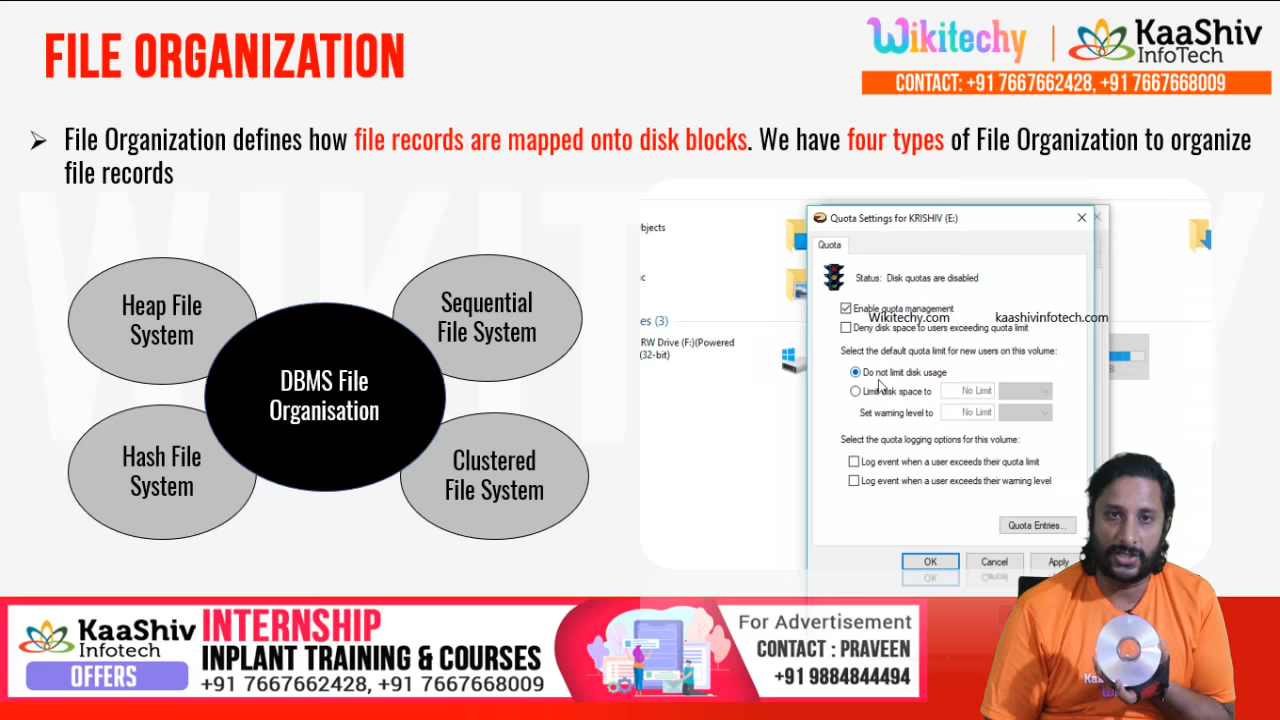 FILE ORGANIZATION
Wikitechy
KaaShiv
InfoTech
CONTACT: +91 7667662428, +91 7667668009
File Organization defines how file records are mapped onto disk blocks. We have four types of File Organization to organize
file records
Heap File
System
Sequential
File System
DBMS File
Organisation
Hash File
System
Clustered
File System
bjects
es (3)
RW Drive (F:)(Powered
(32-bit)
Quota Settings for KRISHIV (E:)
Quota
Status: Disk quotas are disabled
Enable quota management
Wikitechy.com
kaashivinfotech.com
Deny disk space to users exceeding quota limit
Select the default quota limit for new users on this volume:
Do not limit disk usage
Limit disk space to
No Limit
Set warning level to
No Limit
Select the quota logging options for this volume:
Log event when a user exceeds their quota limit
Log event when a user exceeds their warning level
Quota Entries...
OK
Cancel
Apply
KaaShiv
Infotech
OFFERS
INTERNSHIP
INPLANT TRAINING & COURSES
+91 7667662428, +91 7667668009
For Advertisement
CONTACT : PRAVEEN
+91 9884844494